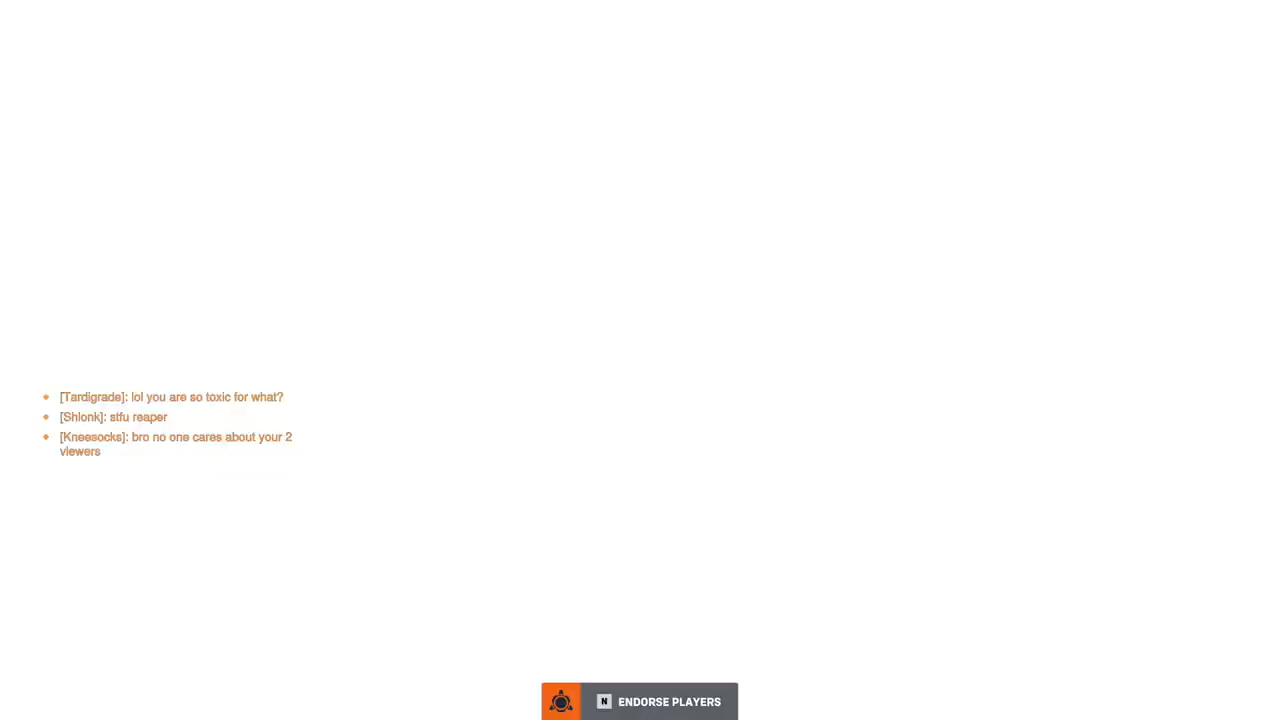 [Tardigrade]: lol you are so toxic for what?
[Shlonk]: stfu reaper
[Kneesocks]: bro no one cares about your 2
viewers
N ENDORSE PLAYERS